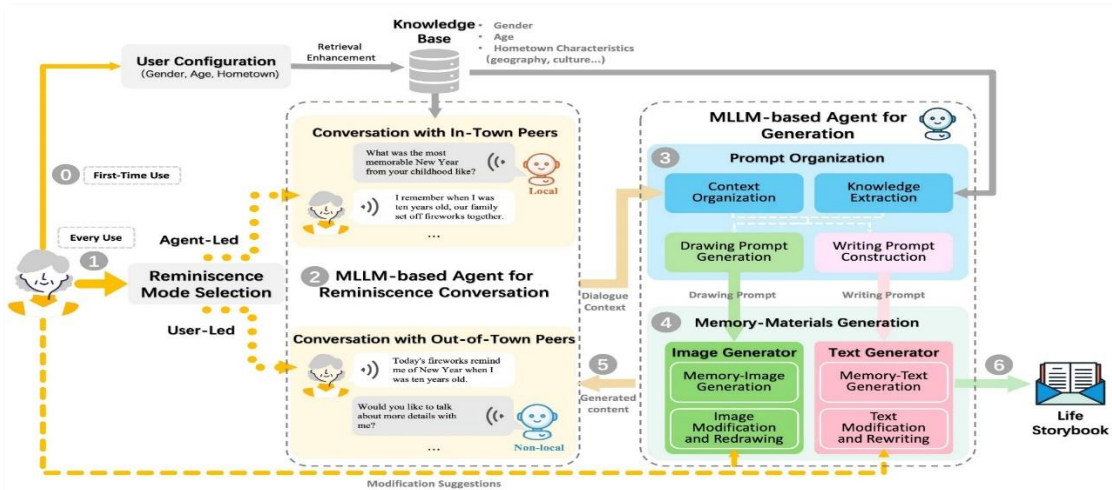 Knowledge
Base
• Gender
• Age
• Hometown Characteristics
(geography, culture...)
User Configuration
(Gender, Age, Hometown)
Retrieval
Enhancement
0
First-Time Use
Every Use
1
Agent-Led
Reminiscence
Mode Selection
User-Led
Conversation with In-Town Peers
What was the most
memorable New Year
from your childhood like?
Local
I remember when I was
ten years old, our family
set off fireworks together.
...
2
MLLM-based Agent for
Reminiscence Conversation
Conversation with Out-of-Town Peers
Today's fireworks remind
me of New Year when I
was ten years old.
Would you like to talk
about more details with
me?
Non-local
...
Dialogue
Context
5
Generated
content
MLLM-based Agent for
Generation
3
Prompt Organization
Context
Organization
Knowledge
Extraction
Drawing Prompt
Generation
Writing Prompt
Construction
Drawing Prompt
Writing Prompt
4
Memory-Materials Generation
Image Generator
Memory-Image
Generation
Image
Modification
and Redrawing
Text Generator
Memory-Text
Generation
Text
Modification
and Rewriting
6
Life
Storybook
Modification Suggestions